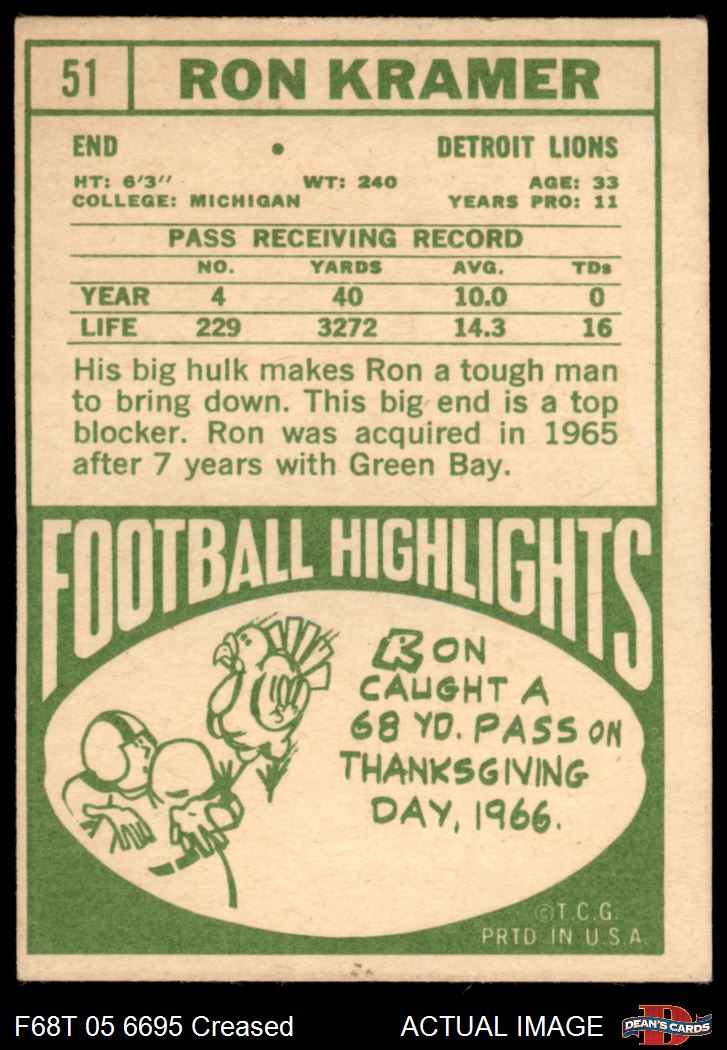 51 RON KRAMER
END • DETROIT LIONS
HT: 6'3" WT: 240 AGE: 33
COLLEGE: MICHIGAN YEARS PRO: 11
PASS RECEIVING RECORD
NO. YARDS AVG. TDs
YEAR 4 40 10.0 0
LIFE 229 3272 14.3 16
His big hulk makes Ron a tough man
to bring down. This big end is a top
blocker. Ron was acquired in 1965
after 7 years with Green Bay.
FOOTBALL HIGHLIGHTS
RON
CAUGHT A
68 YD. PASS ON
THANKSGIVING
DAY, 1966.
©T.C.G.
PRTD IN U.S.A.
F68T 05 6695 Creased ACTUAL IMAGE
D
DEAN'S CARDS